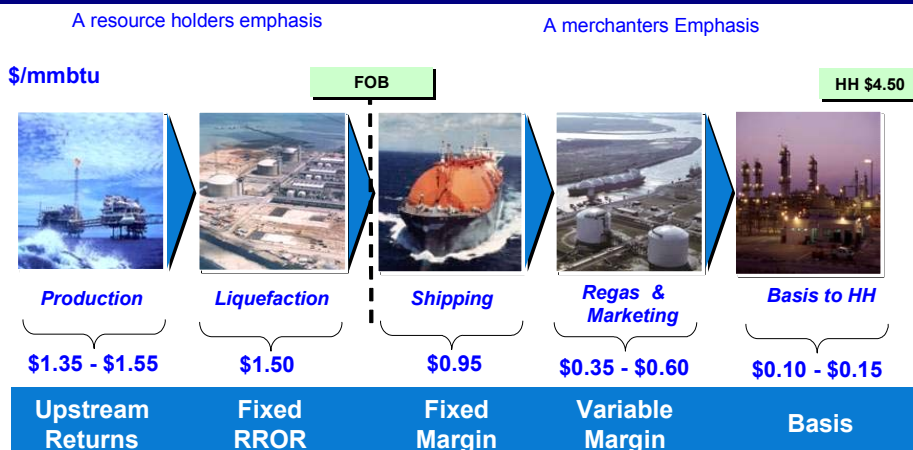 A resource holders emphasis
A merchanters Emphasis
$/mmbtu
FOB
HH $4.50
Production
Liquefaction
Shipping
Regas &
Marketing
Basis to HH
$1.35 - $1.55
$1.50
$0.95
$0.35 - $0.60
$0.10 - $0.15
Upstream
Returns
Fixed
RROR
Fixed
Margin
Variable
Margin
Basis